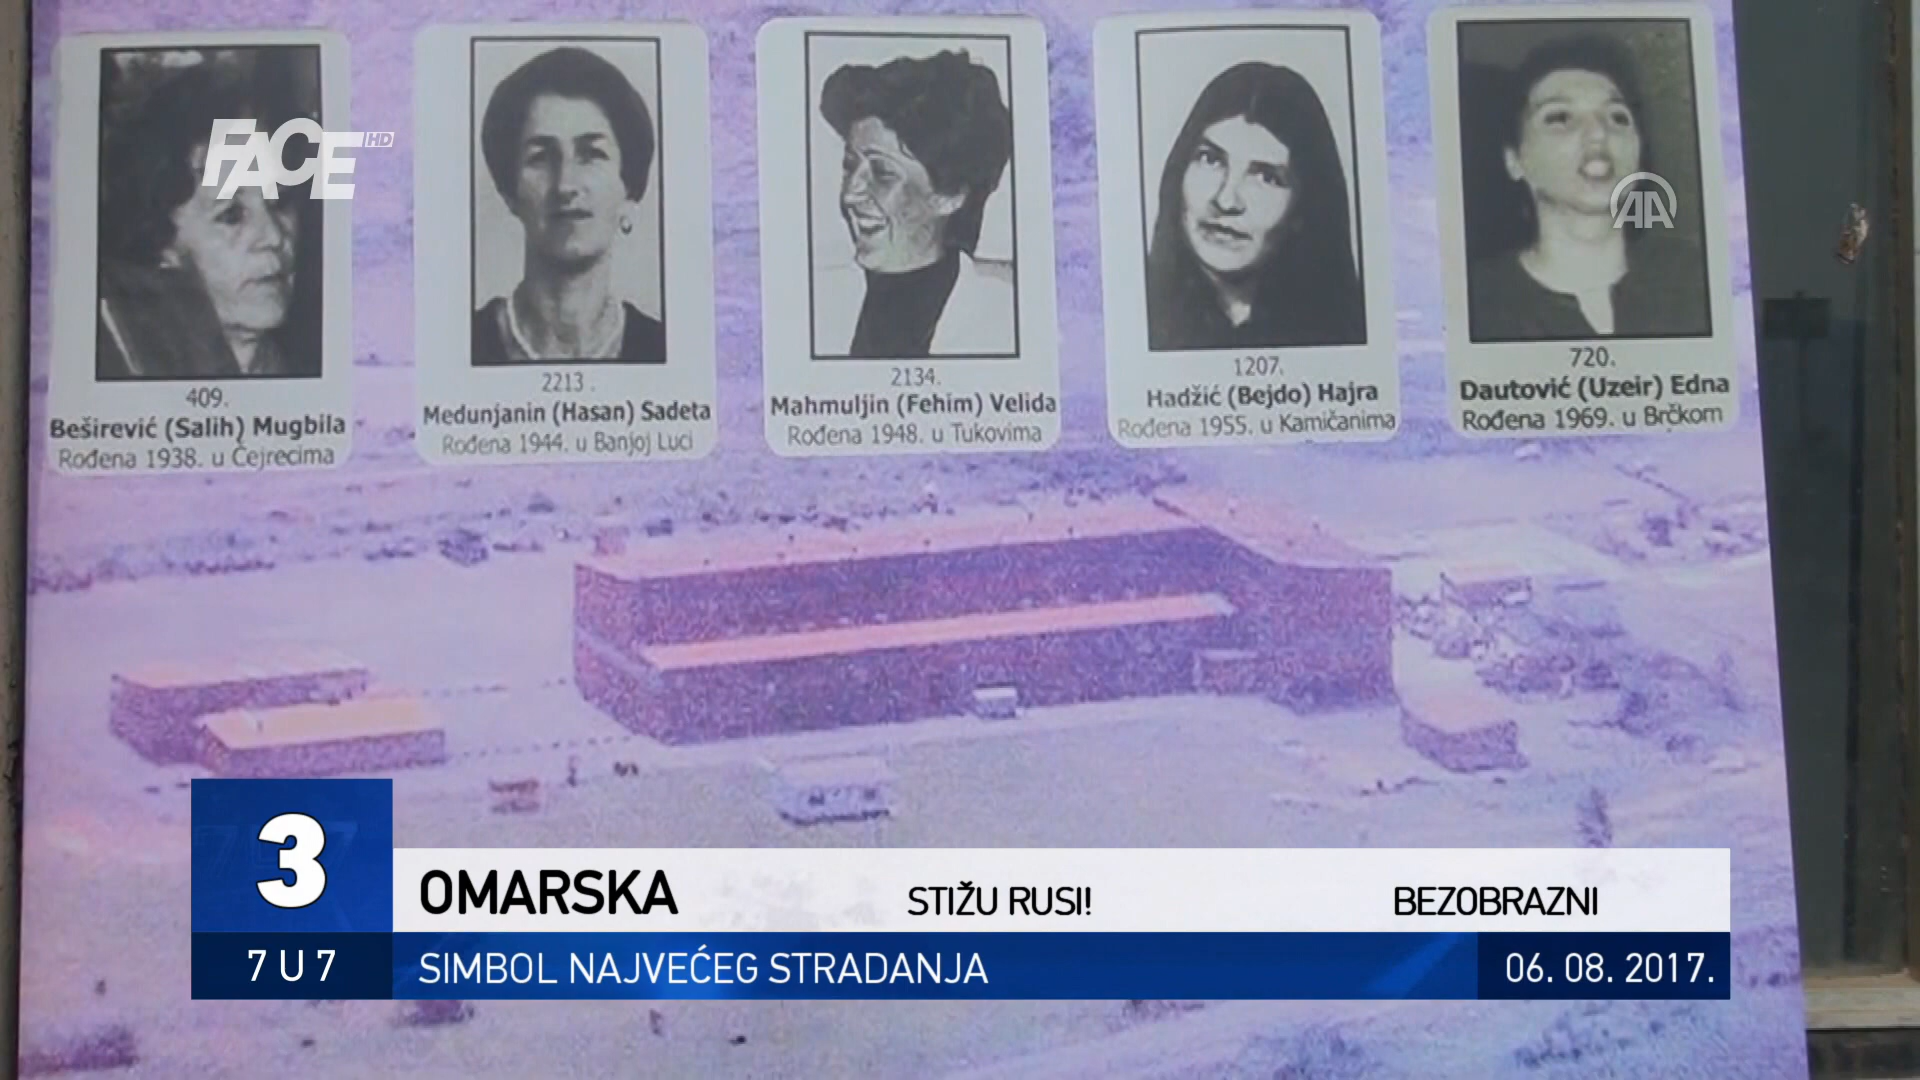 FACE HD
AA
409.
Beširević (Salih) Mugbila
Rođena 1938. u Čejrecima
2213.
Medunjanin (Hasan) Sadeta
Rođena 1944. u Banjoj Luci
2134.
Mahmuljin (Fehim) Velida
Rođena 1948. u Tukovima
1207.
Hadžić (Bejdo) Hajra
Rođena 1955. u Kamičanima
720.
Dautović (Uzeir) Edna
Rođena 1969. u Brčkom
3
OMARSKA STIŽU RUSI! BEZOBRAZNI
7 U 7
SIMBOL NAJVEĆEG STRADANJA
06. 08. 2017.